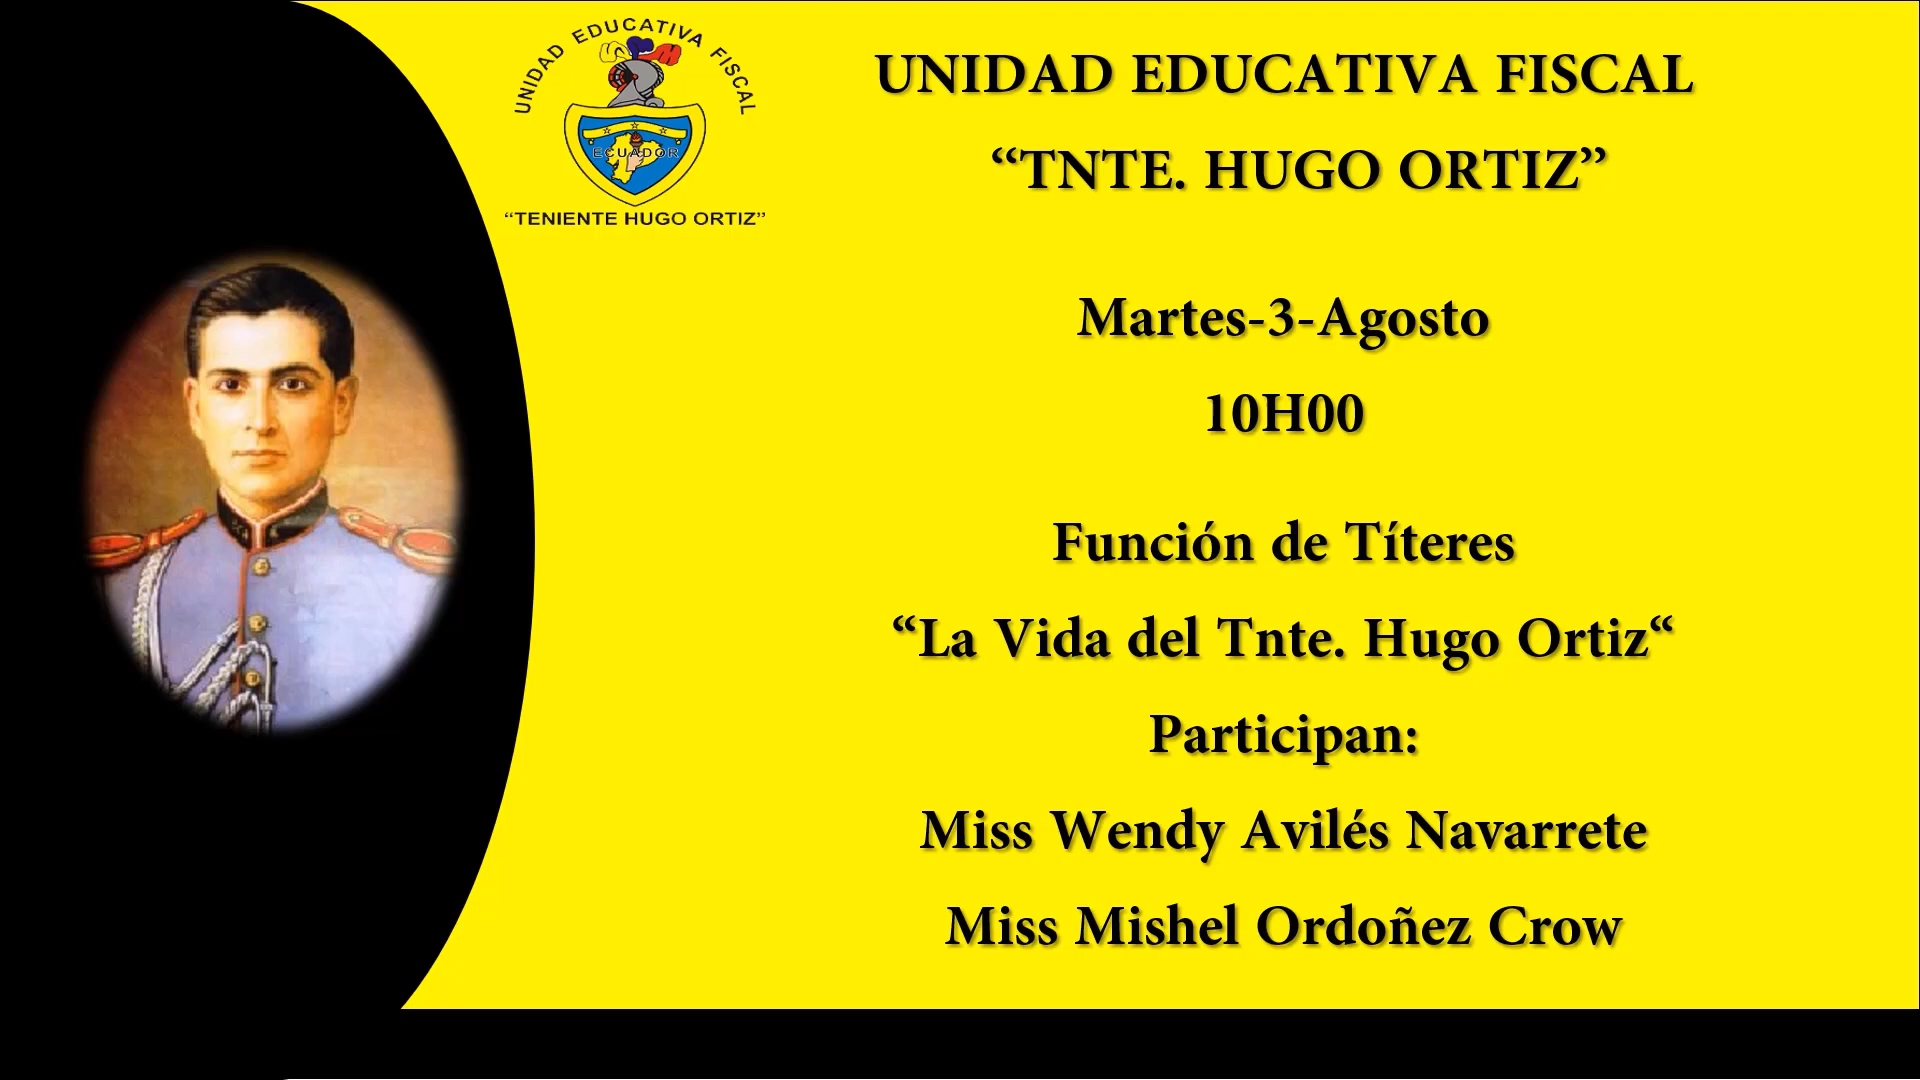 UNIDAD EDUCATIVA FISCAL
ECUADOR
“TENIENTE HUGO ORTIZ”
UNIDAD EDUCATIVA FISCAL
“TNTE. HUGO ORTIZ”
Martes-3-Agosto
10H00
Función de Títeres
“La Vida del Tnte. Hugo Ortiz“
Participan:
Miss Wendy Avilés Navarrete
Miss Mishel Ordoñez Crow